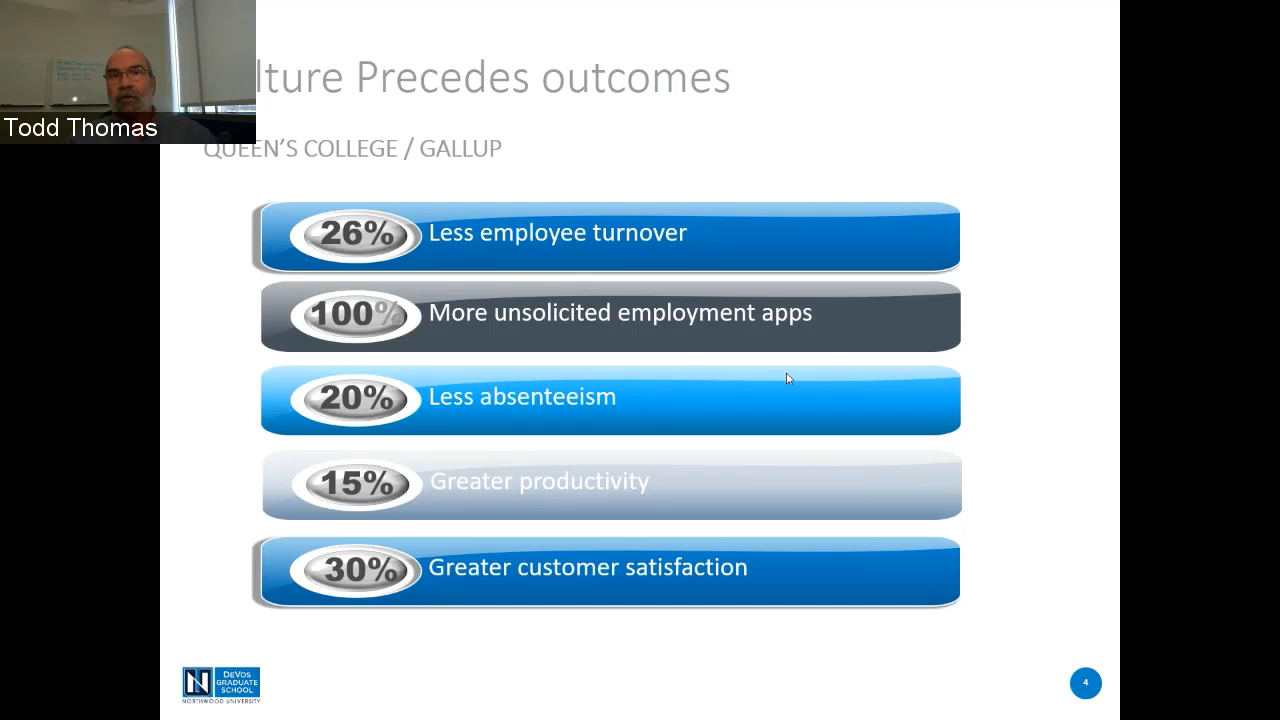 lture Precedes outcomes
Todd Thomas
QUEEN'S COLLEGE / GALLUP
26% Less employee turnover
100% More unsolicited employment apps
20% Less absenteeism
15% Greater productivity
30% Greater customer satisfaction
N DEVOS
GRADUATE
SCHOOL
NORTHWOOD UNIVERSITY
4